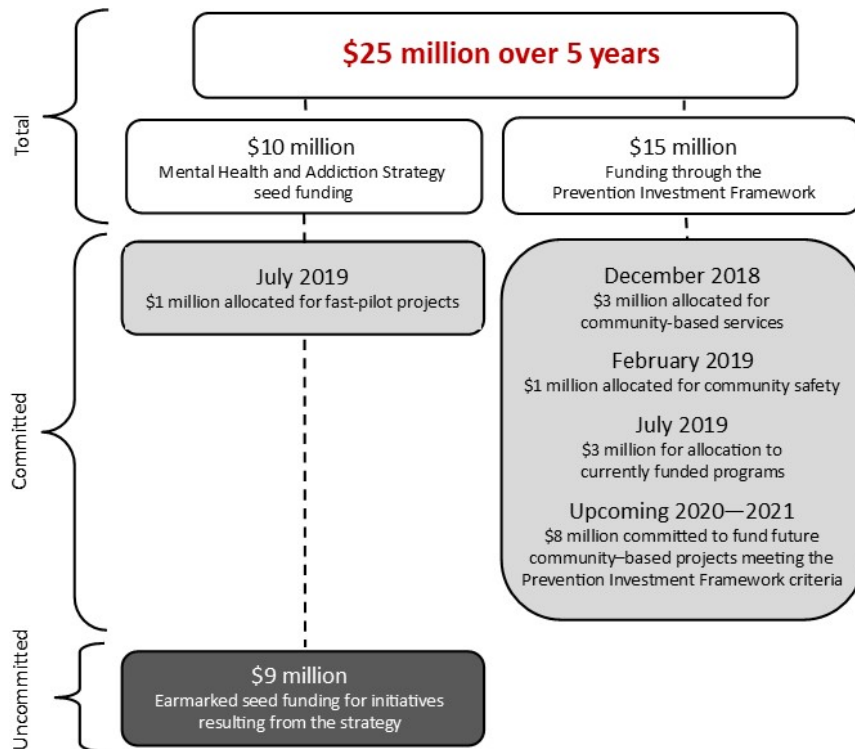 $25 million over 5 years
Total
$10 million
Mental Health and Addiction Strategy
seed funding
$15 million
Funding through the
Prevention Investment Framework
Committed
July 2019
$1 million allocated for fast-pilot projects
December 2018
$3 million allocated for
community-based services
February 2019
$1 million allocated for community safety
July 2019
$3 million for allocation to
currently funded programs
Upcoming 2020—2021
$8 million committed to fund future
community–based projects meeting the
Prevention Investment Framework criteria
Uncommitted
$9 million
Earmarked seed funding for initiatives
resulting from the strategy